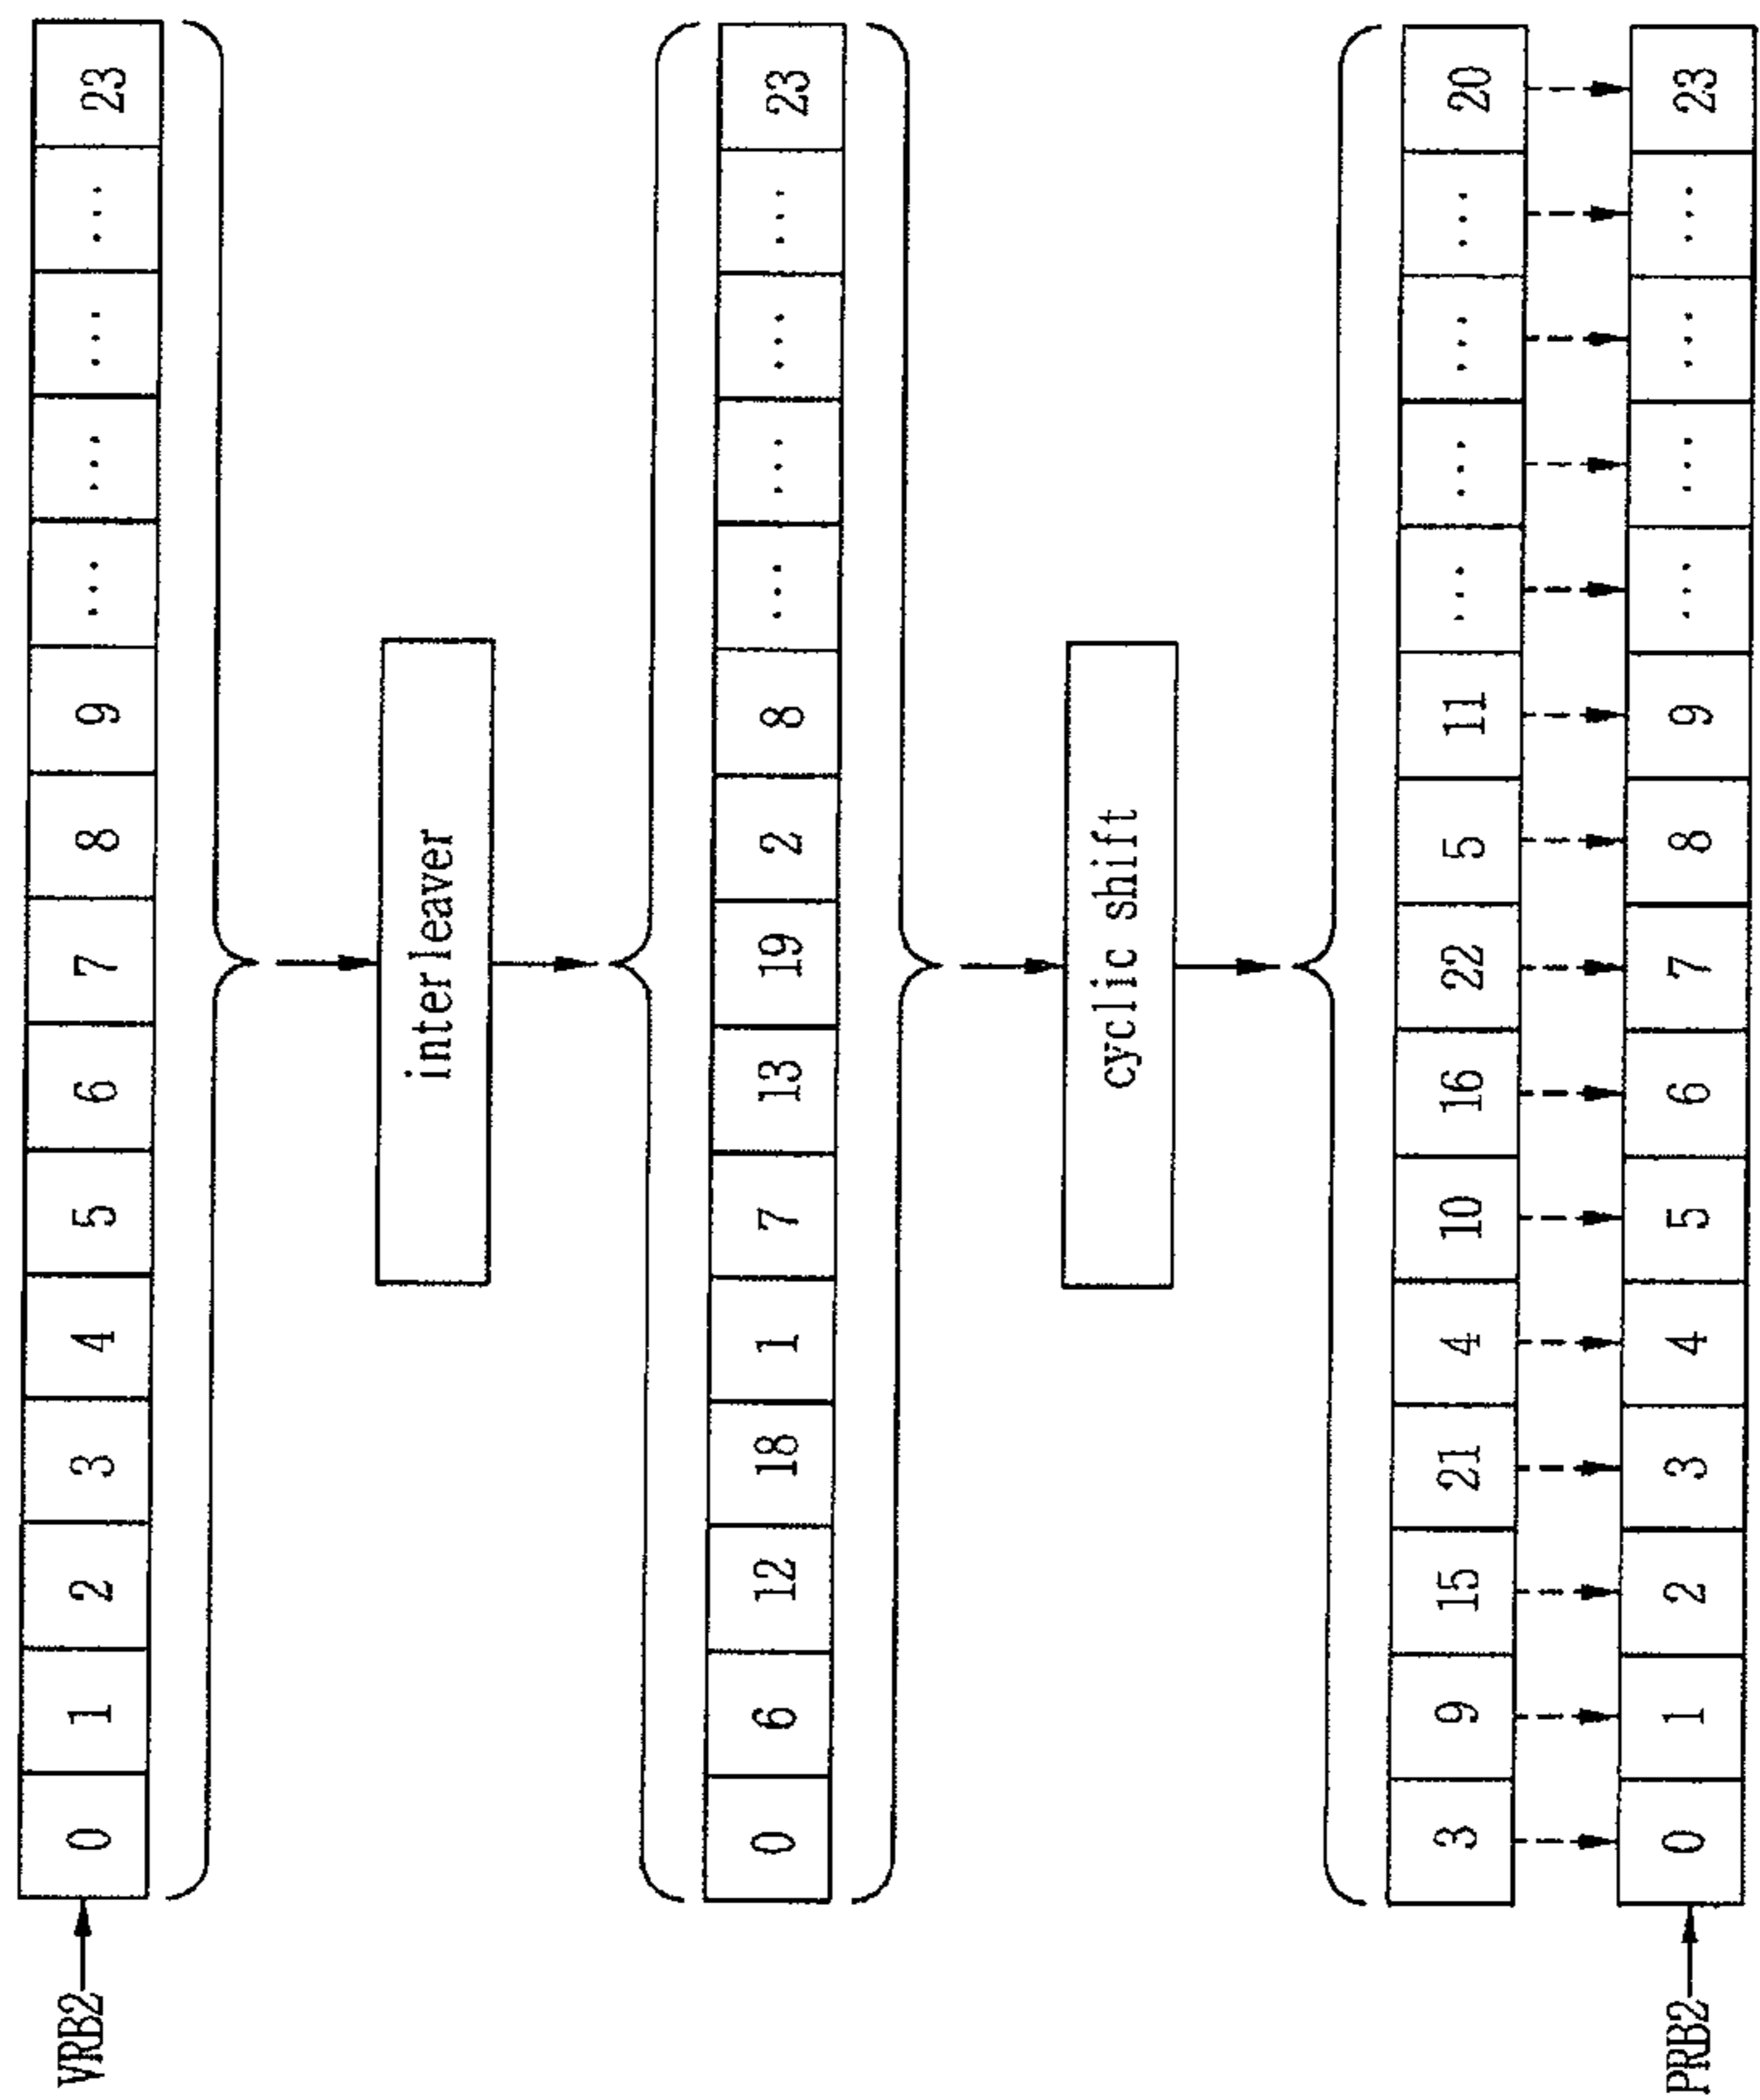 VRB2 0 1 2 3 4 5 6 7 8 9 ... ... ... ... 23
interleaver
0 6 12 18 1 7 13 19 2 8 ... ... ... ... 23
cyclic shift
3 9 15 21 4 10 16 22 5 11 ... ... ... ... 20
PRB2 0 1 2 3 4 5 6 7 8 9 ... ... ... ... 23